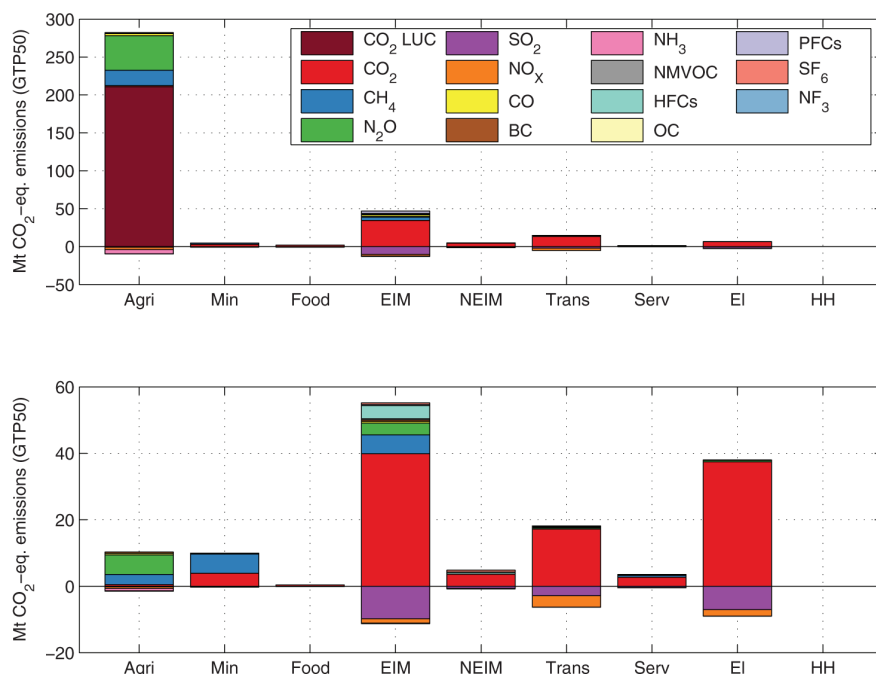 300
250
200
150
100
50
0
−50
Mt CO2−eq. emissions (GTP50)
CO2 LUC SO2 NH3 PFCs
CO2 NOX NMVOC SF6
CH4 CO HFCs NF3
N2O BC OC
Agri Min Food EIM NEIM Trans Serv El HH
60
40
20
0
−20
Mt CO2−eq. emissions (GTP50)
Agri Min Food EIM NEIM Trans Serv El HH